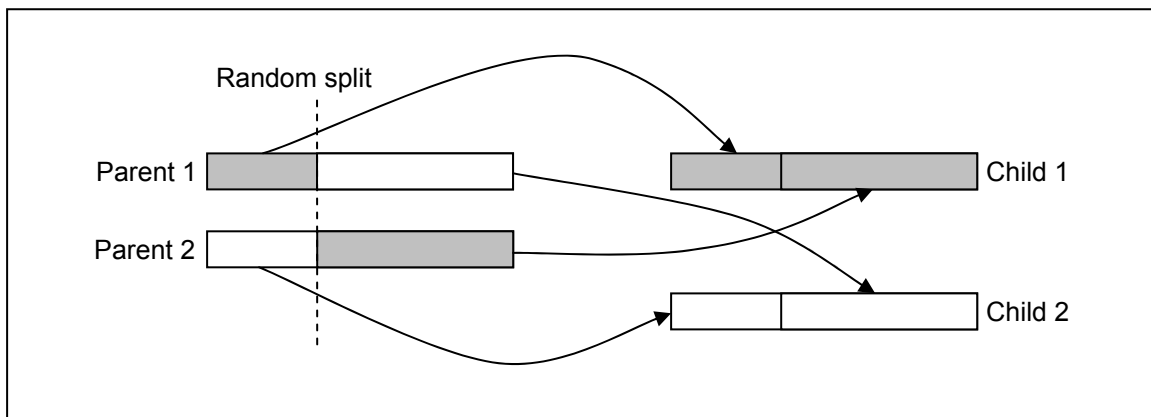 Random split
Parent 1
Child 1
Parent 2
Child 2